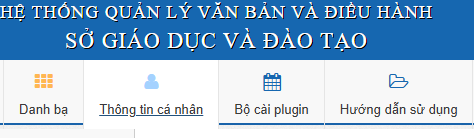 HỆ THỐNG QUẢN LÝ VĂN BẢN VÀ ĐIỀU HÀNH
SỞ GIÁO DỤC VÀ ĐÀO TẠO
Danh bạ Thông tin cá nhân Bộ cài plugin Hướng dẫn sử dụng